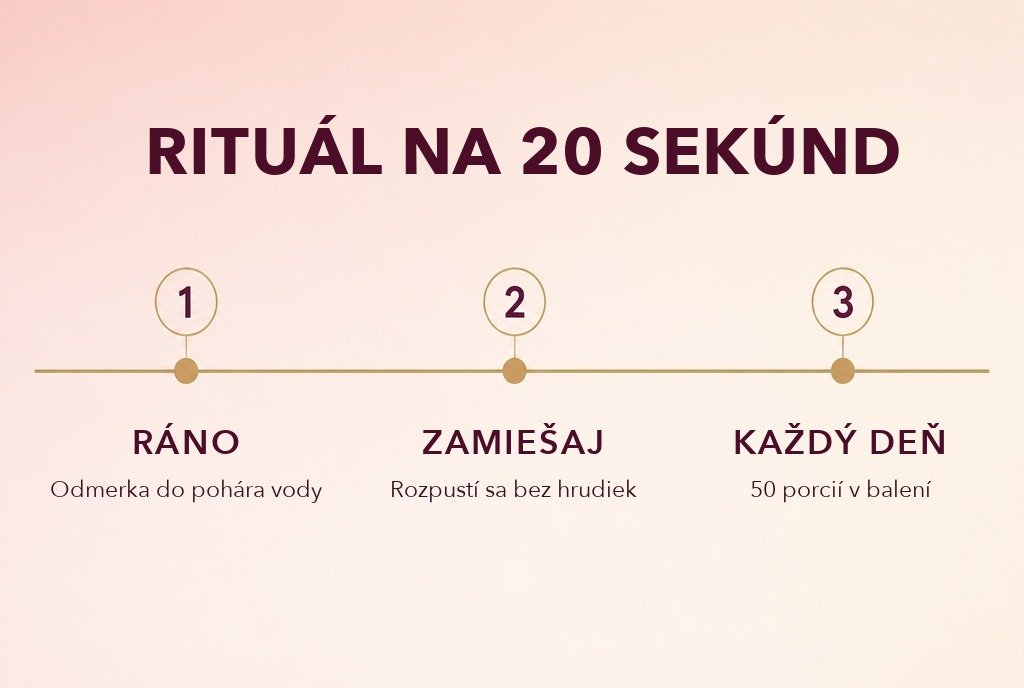 RITUÁL NA 20 SEKÚND
1
2
3
RÁNO
ZAMIEŠAJ
KAŽDÝ DEŇ
Odmerka do pohára vody
Rozpustí sa bez hrudiek
50 porcií v balení